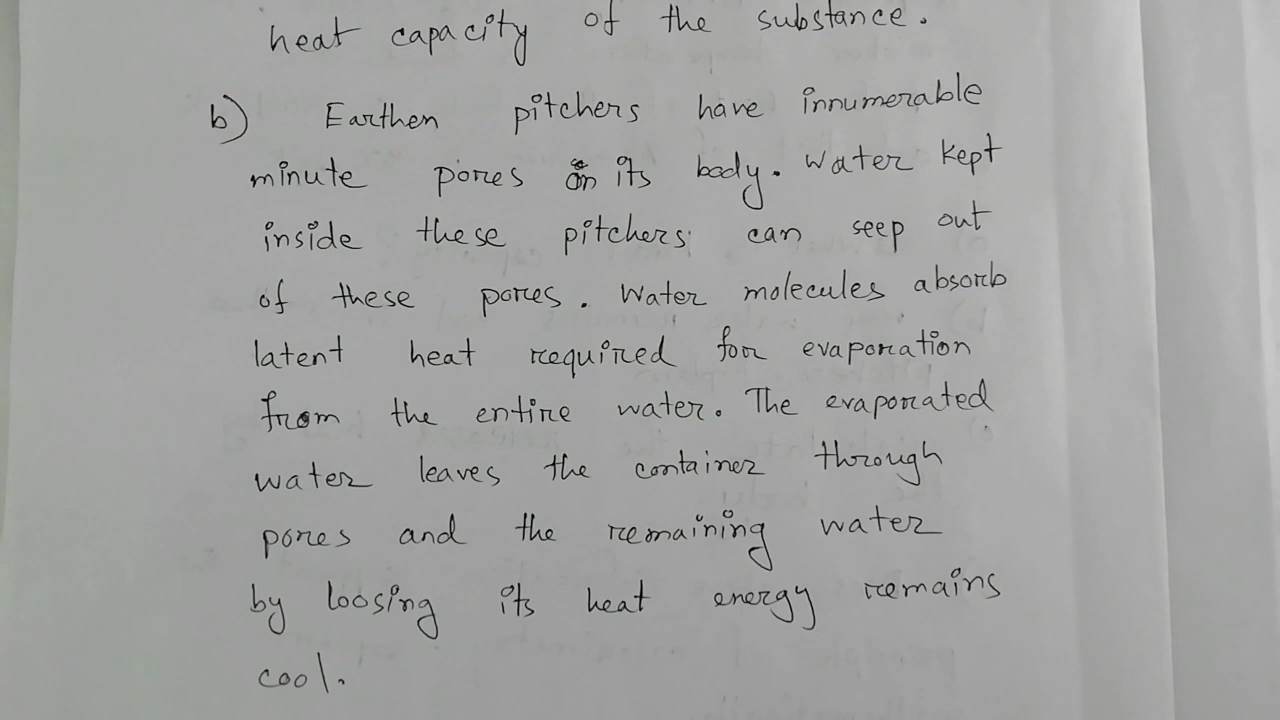 heat capacity of the substance.
b) Earthen pitchers have innumerable
minute pores on its body. Water kept
inside these pitchers can seep out
of these pores. Water molecules absorb
latent heat required for evaporation
from the entire water. The evaporated
water leaves the container through
pores and the remaining water
by loosing its heat energy remains
cool.